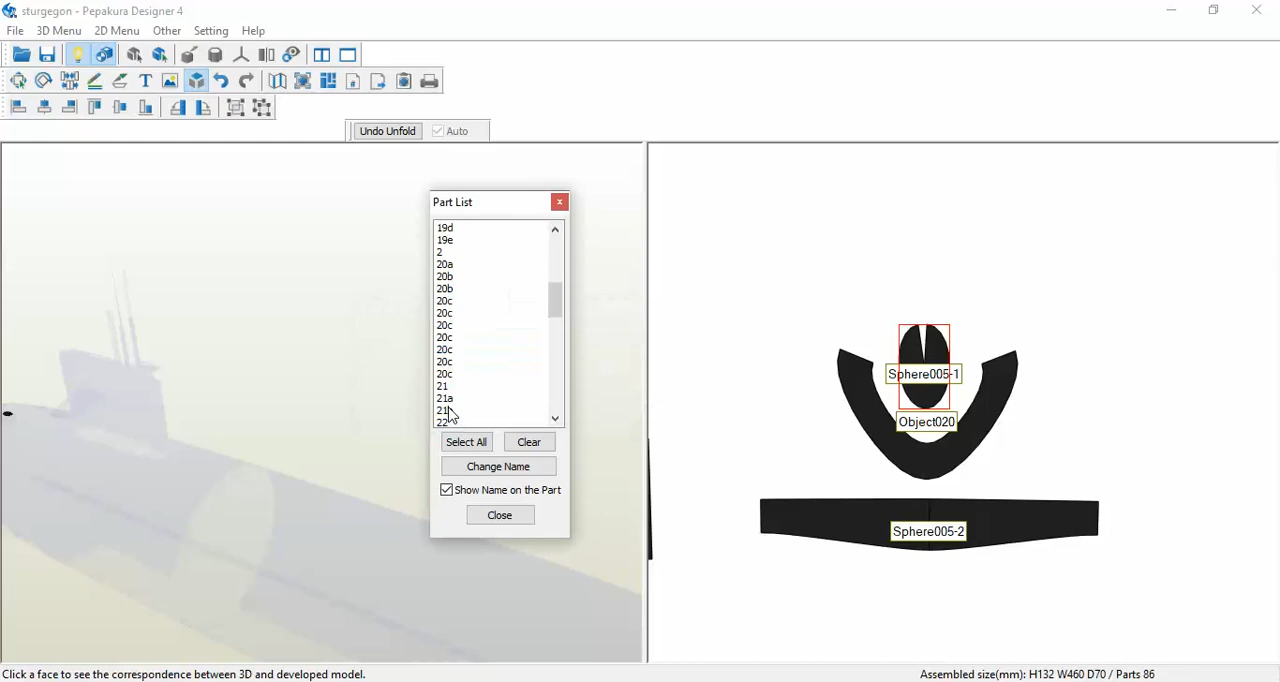 sturgegon - Pepakura Designer 4
File 3D Menu 2D Menu Other Setting Help
Undo Unfold Auto
Part List
19d
19e
2
20a
20b
20b
20c
20c
20c
20c
20c
20c
20c
21
21a
22
Select All Clear
Change Name
Show Name on the Part
Close
Sphere005-1
Object020
Sphere005-2
Click a face to see the correspondence between 3D and developed model.
Assembled size(mm): H132 W460 D70 / Parts 86